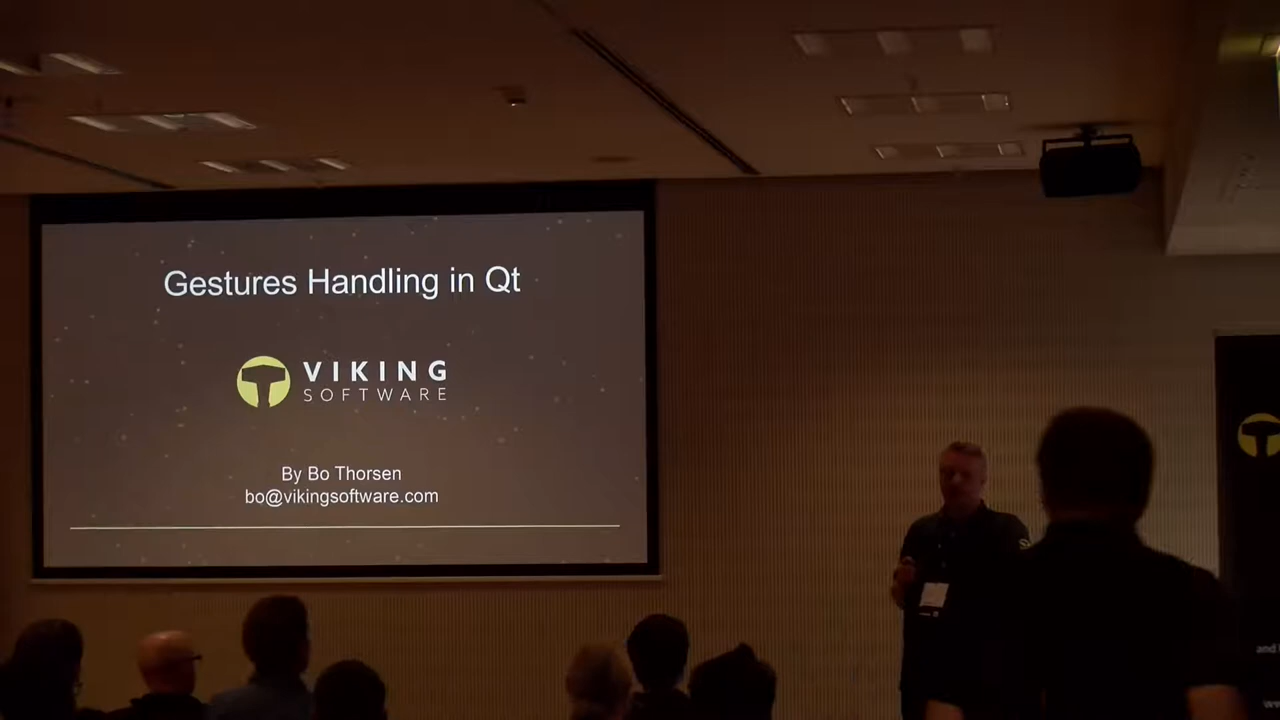 Gestures Handling in Qt
VIKING
SOFTWARE
By Bo Thorsen
bo@vikingsoftware.com